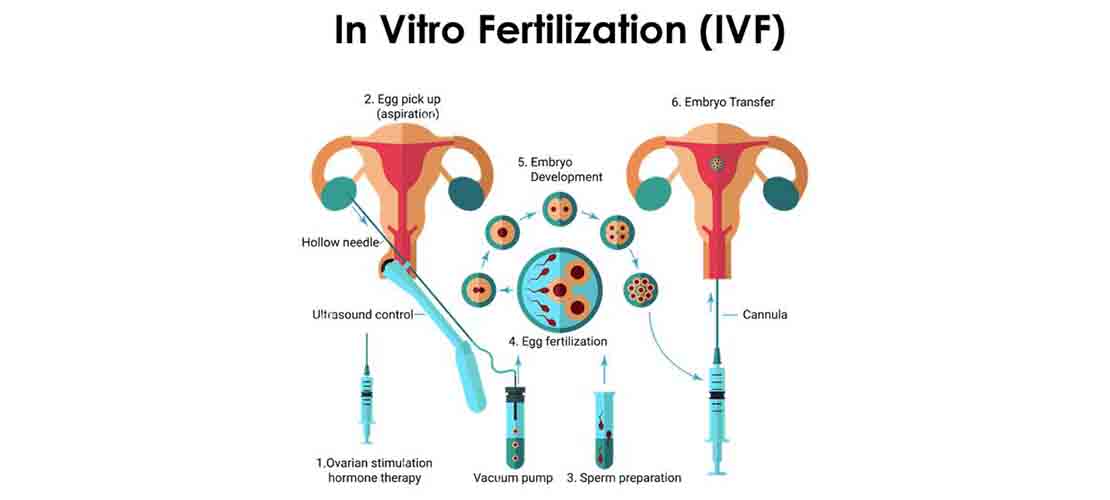 In Vitro Fertilization (IVF)
2. Egg pick up
(aspiration)
6. Embryo Transfer
5. Embryo
Development
Hollow needle
Ultrasound control
Cannula
4. Egg fertilization
1.Ovarian stimulation
hormone therapy
Vacuum pump
3. Sperm preparation